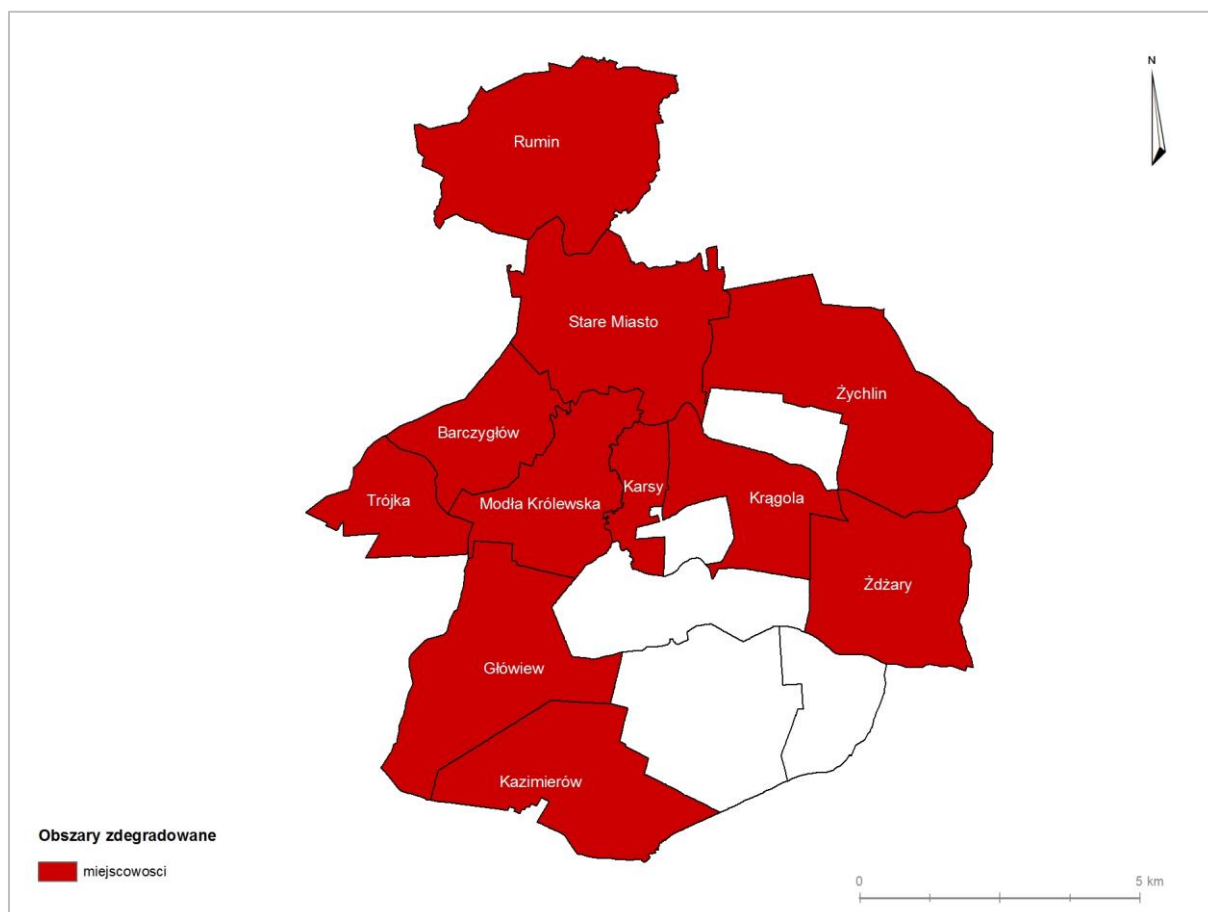 N
Rumin
Stare Miasto
Żychlin
Barczygłów
Trójka
Modła Królewska
Karsy
Krągola
Żdżary
Główiew
Kazimierów
Obszary zdegradowane
miejscowosci
0
5 km